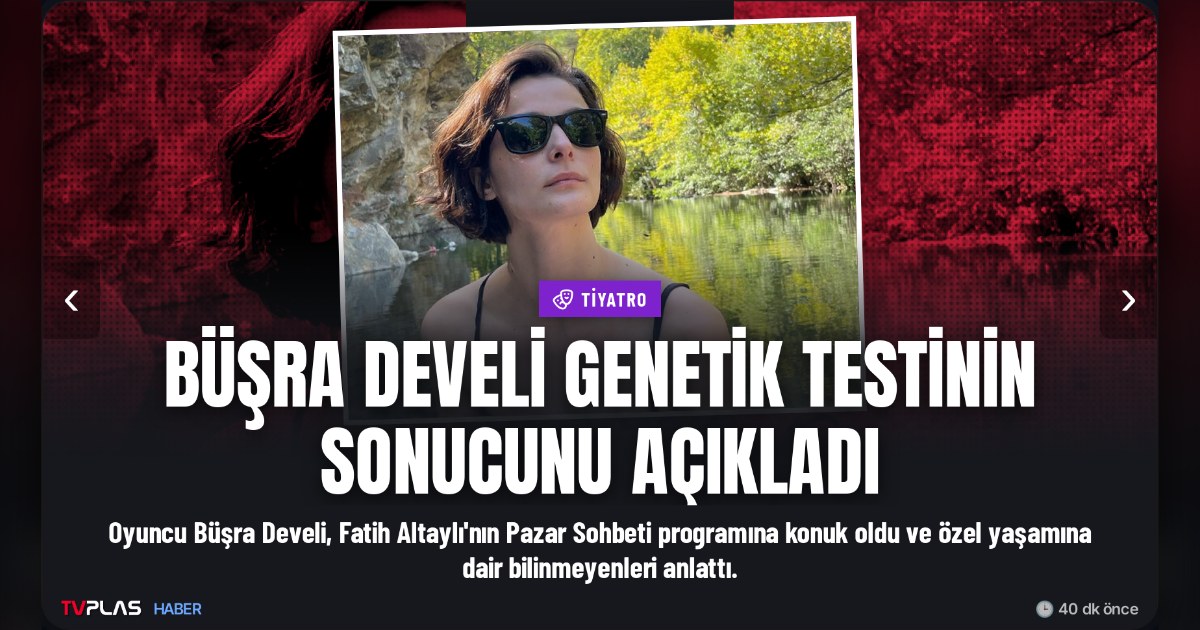 TİYATRO
BÜŞRA DEVELİ GENETİK TESTİNİN
SONUCUNU AÇIKLADI
Oyuncu Büşra Develi, Fatih Altaylı'nın Pazar Sohbeti programına konuk oldu ve özel yaşamına
dair bilinmeyenleri anlattı.
TVPLAS HABER
40 dk önce